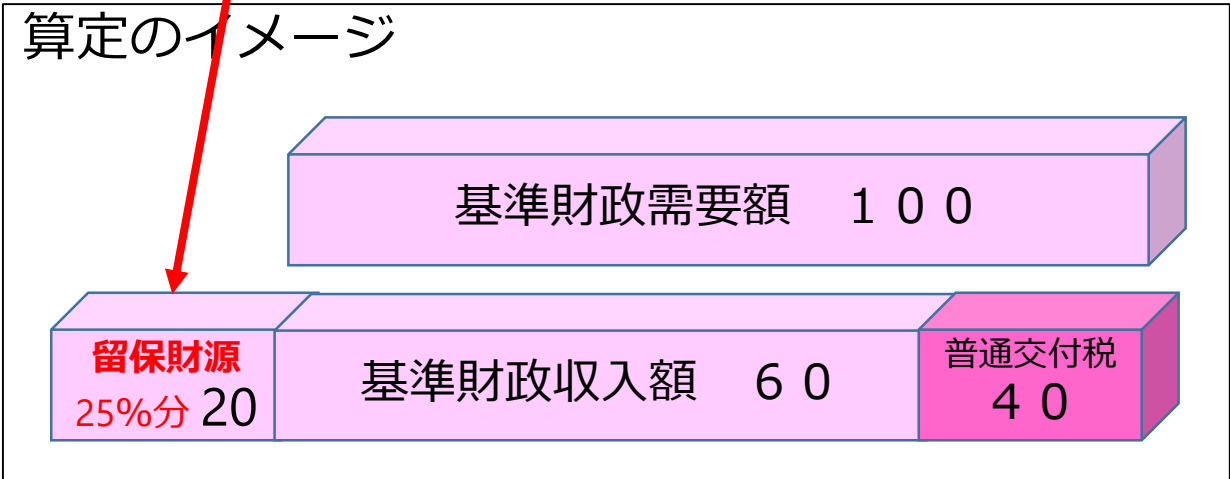 算定のイメージ
基準財政需要額　１００
留保財源
25%分 20
基準財政収入額　６０
普通交付税
４０